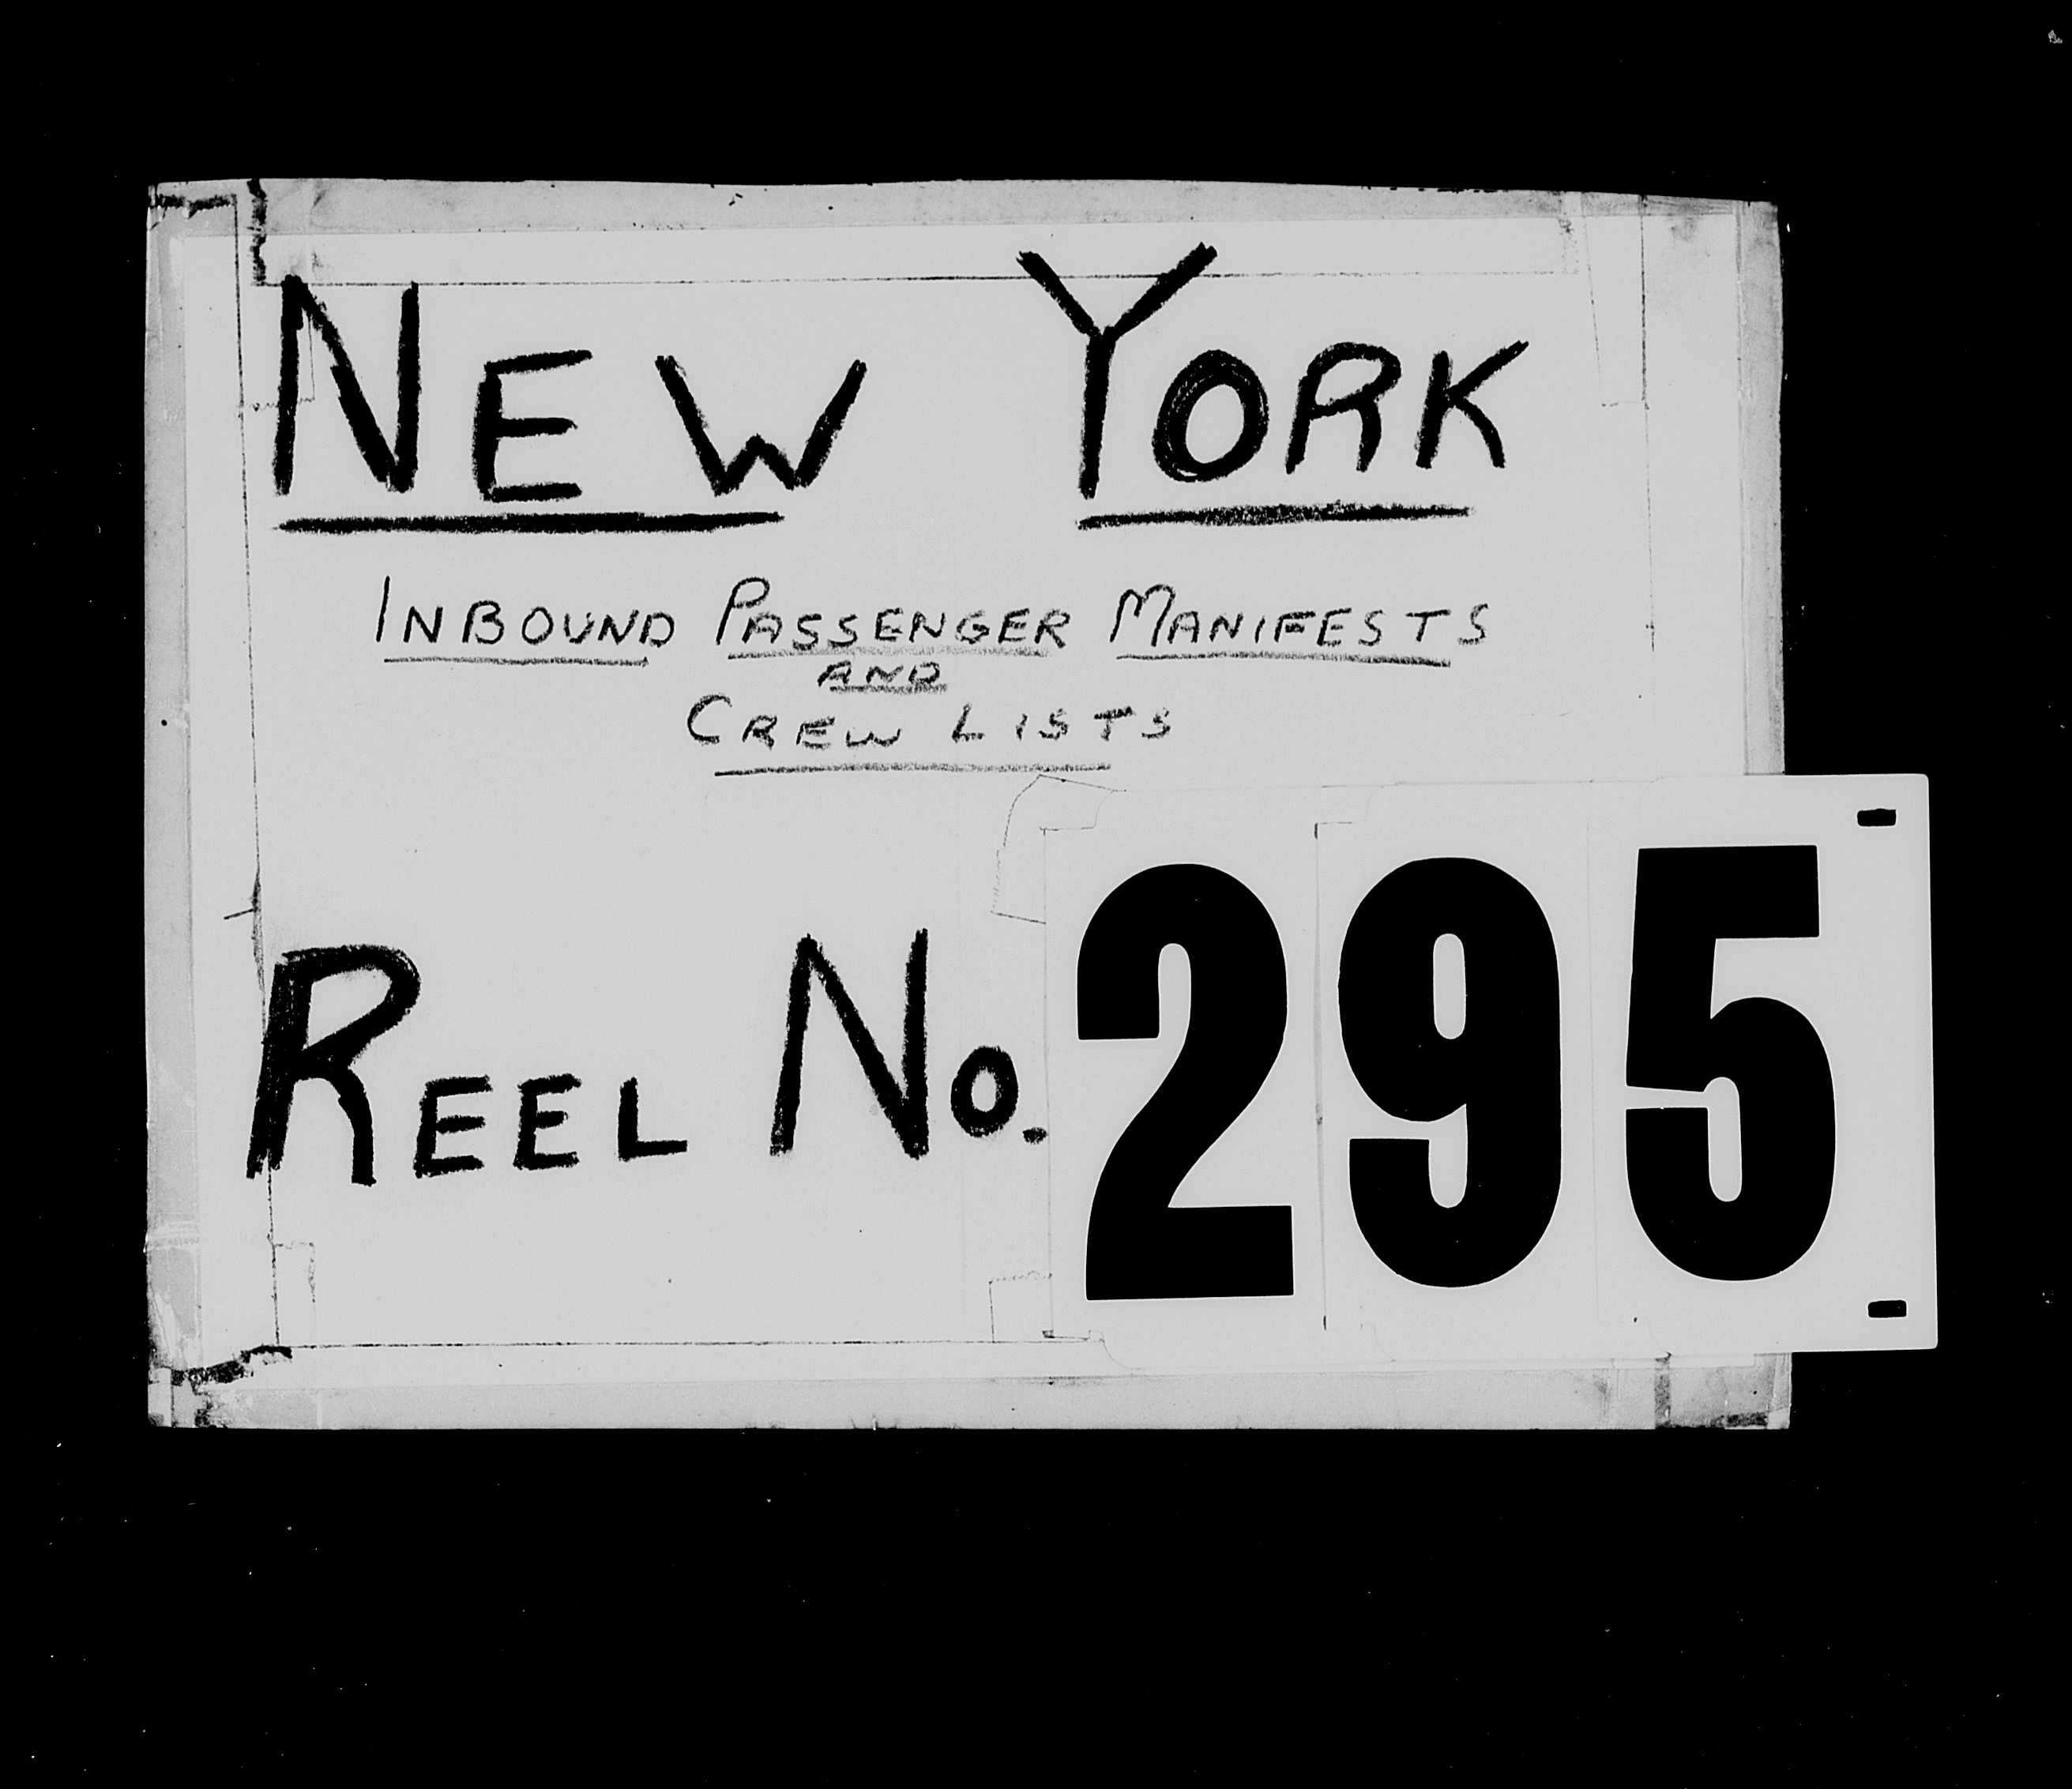 NEW YORK
INBOUND PASSENGER MANIFESTS
AND
CREW LISTS
REEL NO. 295